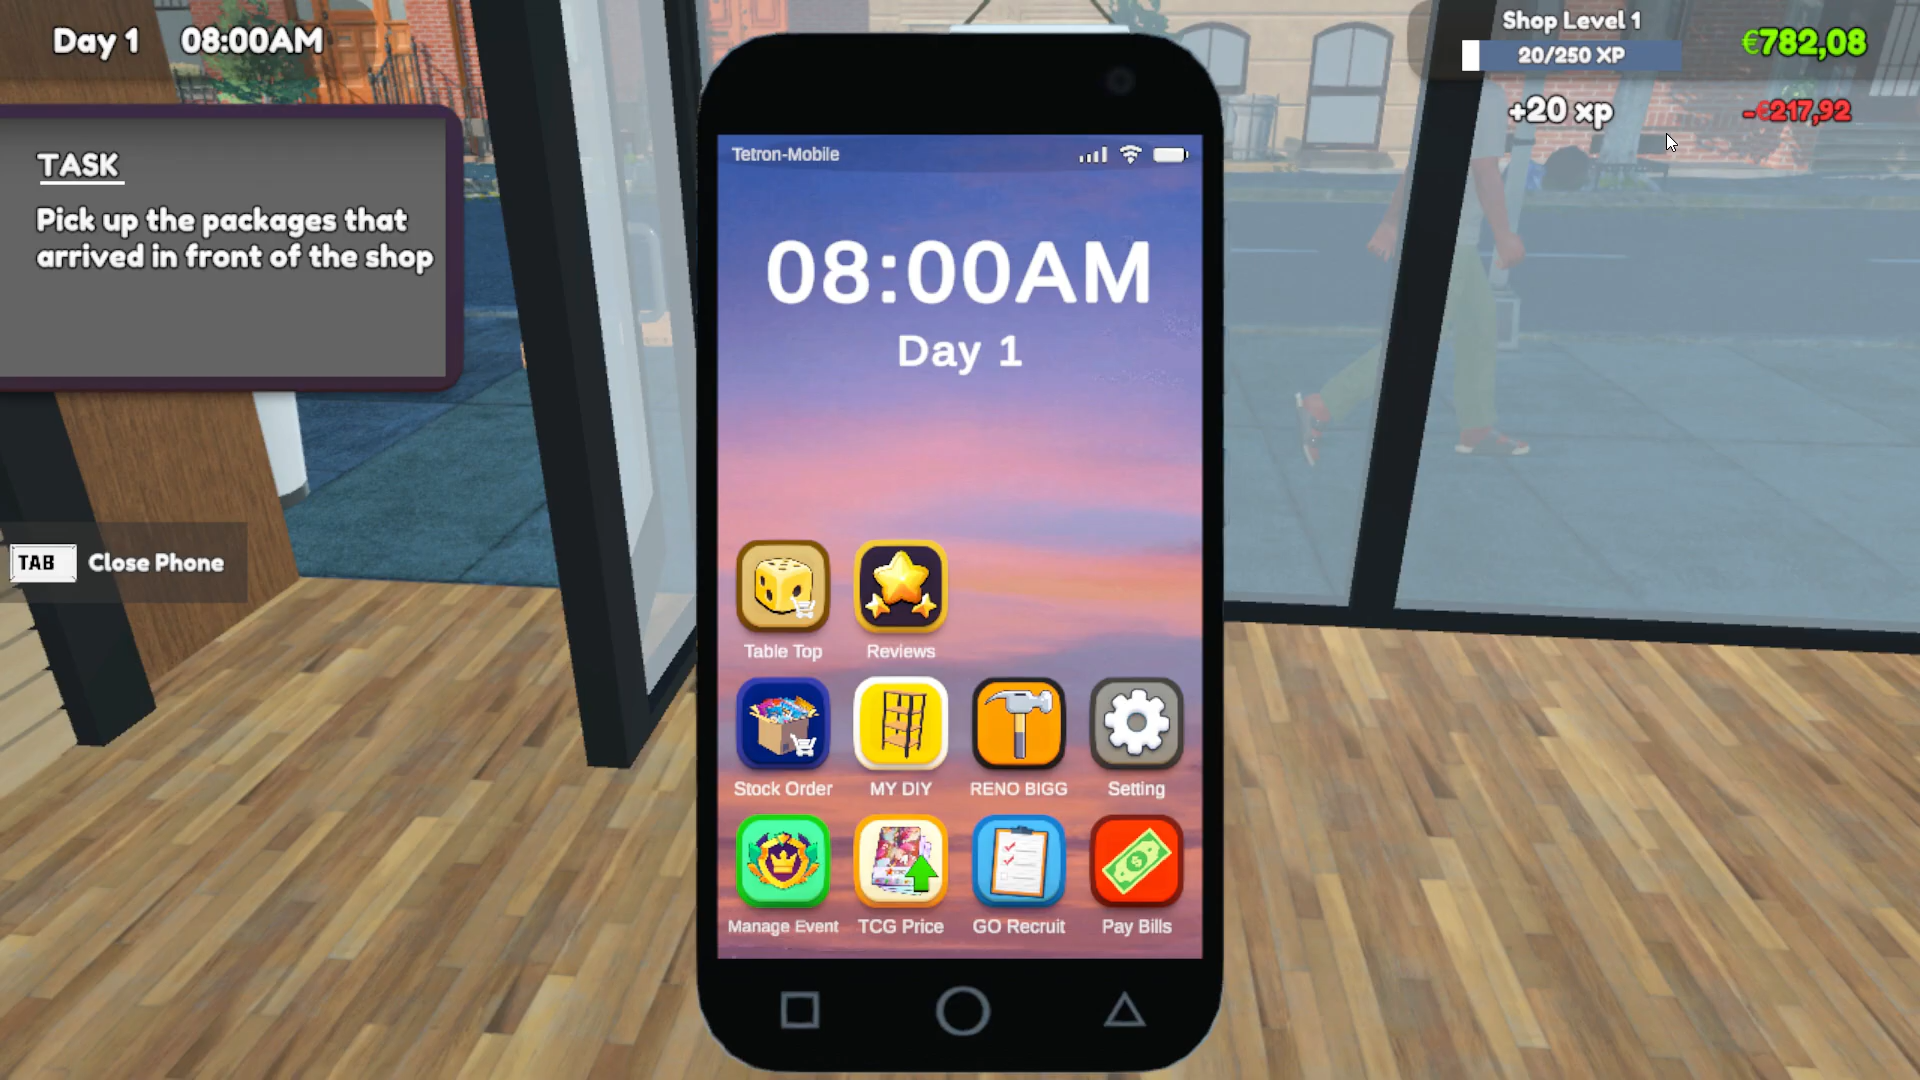 Day 1 08:00AM
TASK
Pick up the packages that
arrived in front of the shop
TAB Close Phone
Shop Level 1
20/250 XP
€782,08
+20 xp
-€217,92
Tetron-Mobile
08:00AM
Day 1
Table Top Reviews
Stock Order MY DIY RENO BIGG Setting
Manage Event TCG Price GO Recruit Pay Bills